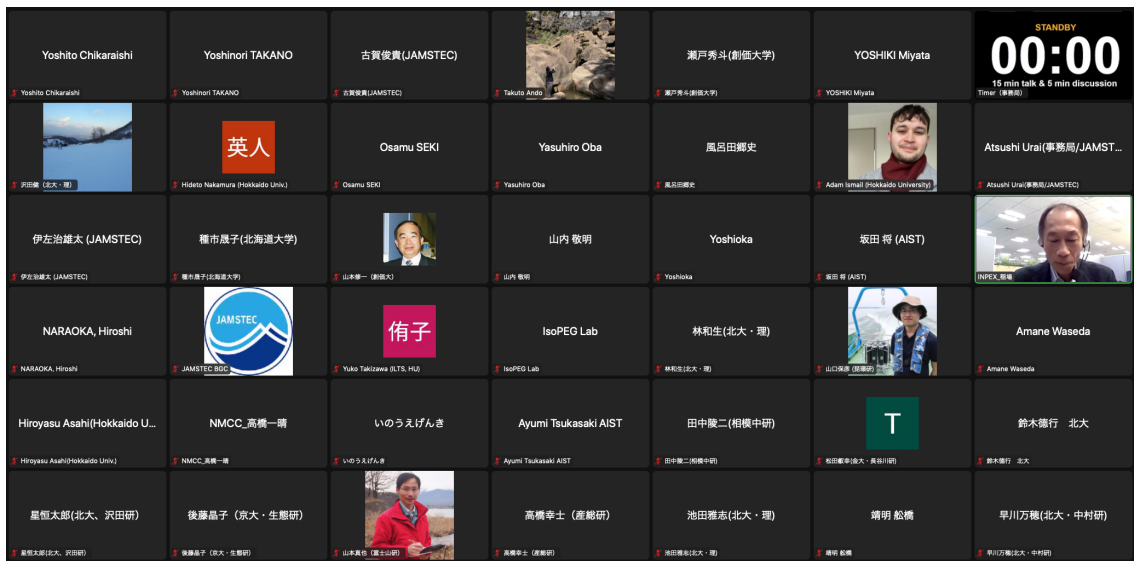 Yoshito Chikaraishi
Yoshito Chikaraishi
Yoshinori TAKANO
Yoshinori TAKANO
古賀俊貴(JAMSTEC)
古賀俊貴(JAMSTEC)
Takuto Ando
瀬戸秀斗(創価大学)
瀬戸秀斗(創価大学)
YOSHIKI Miyata
YOSHIKI Miyata
STANDBY
00:00
15 min talk & 5 min discussion
Timer（事務局）
沢田健（北大・理）
英人
Hideto Nakamura (Hokkaido Univ.)
Osamu SEKI
Osamu SEKI
Yasuhiro Oba
Yasuhiro Oba
風呂田郷史
風呂田郷史
Adam Ismail (Hokkaido University)
Atsushi Urai(事務局/JAMST...
Atsushi Urai(事務局/JAMSTEC)
伊左治雄太 (JAMSTEC)
伊左治雄太 (JAMSTEC)
種市晟子(北海道大学)
種市晟子(北海道大学)
山本修一（創価大）
山内 敬明
山内 敬明
Yoshioka
Yoshioka
坂田 将 (AIST)
坂田 将 (AIST)
INPEX_稲場
NARAOKA, Hiroshi
NARAOKA, Hiroshi
JAMSTEC
JAMSTEC BGC
侑子
Yuko Takizawa (ILTS, HU)
IsoPEG Lab
IsoPEG Lab
林和生(北大・理)
林和生(北大・理)
山口保彦 (琵琶研)
Amane Waseda
Amane Waseda
Hiroyasu Asahi(Hokkaido U...
Hiroyasu Asahi(Hokkaido Univ.)
NMCC_高橋一晴
NMCC_高橋一晴
いのうえげんき
いのうえげんき
Ayumi Tsukasaki AIST
Ayumi Tsukasaki AIST
田中陵二(相模中研)
田中陵二(相模中研)
T
松田叡幸(金大・長谷川研)
鈴木德行　北大
鈴木德行　北大
星恒太郎(北大、沢田研)
星恒太郎(北大、沢田研)
後藤晶子（京大・生態研）
後藤晶子（京大・生態研）
山本真也（富士山研）
高橋幸士（産総研）
高橋幸士（産総研）
池田雅志(北大・理)
池田雅志(北大・理)
靖明 舩橋
靖明 舩橋
早川万穂(北大・中村研)
早川万穂(北大・中村研)